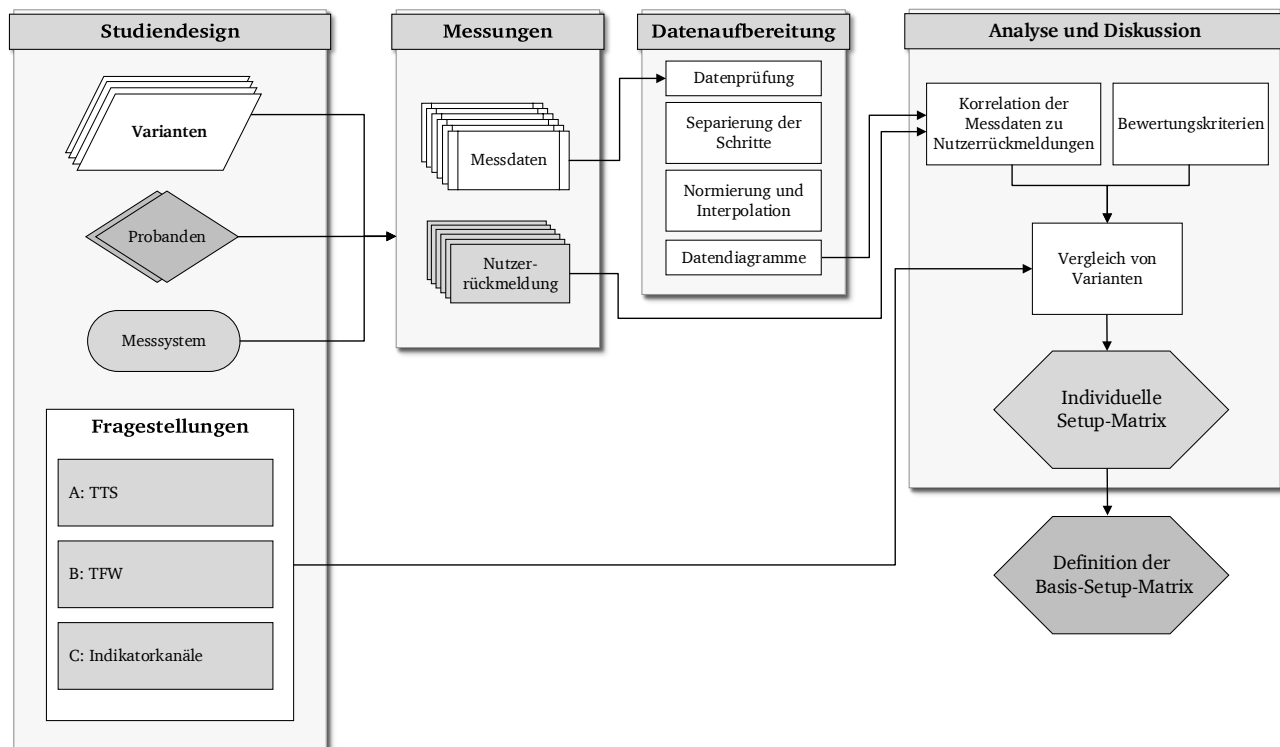 Studiendesign
Varianten
Probanden
Messsystem
Fragestellungen
A: TTS
B: TFW
C: Indikatorkanäle
Messungen
Messdaten
Nutzer-
rückmeldung
Datenaufbereitung
Datenprüfung
Separierung der
Schritte
Normierung und
Interpolation
Datendiagramme
Analyse und Diskussion
Korrelation der
Messdaten zu
Nutzerrückmeldungen
Bewertungskriterien
Vergleich von
Varianten
Individuelle
Setup-Matrix
Definition der
Basis-Setup-Matrix